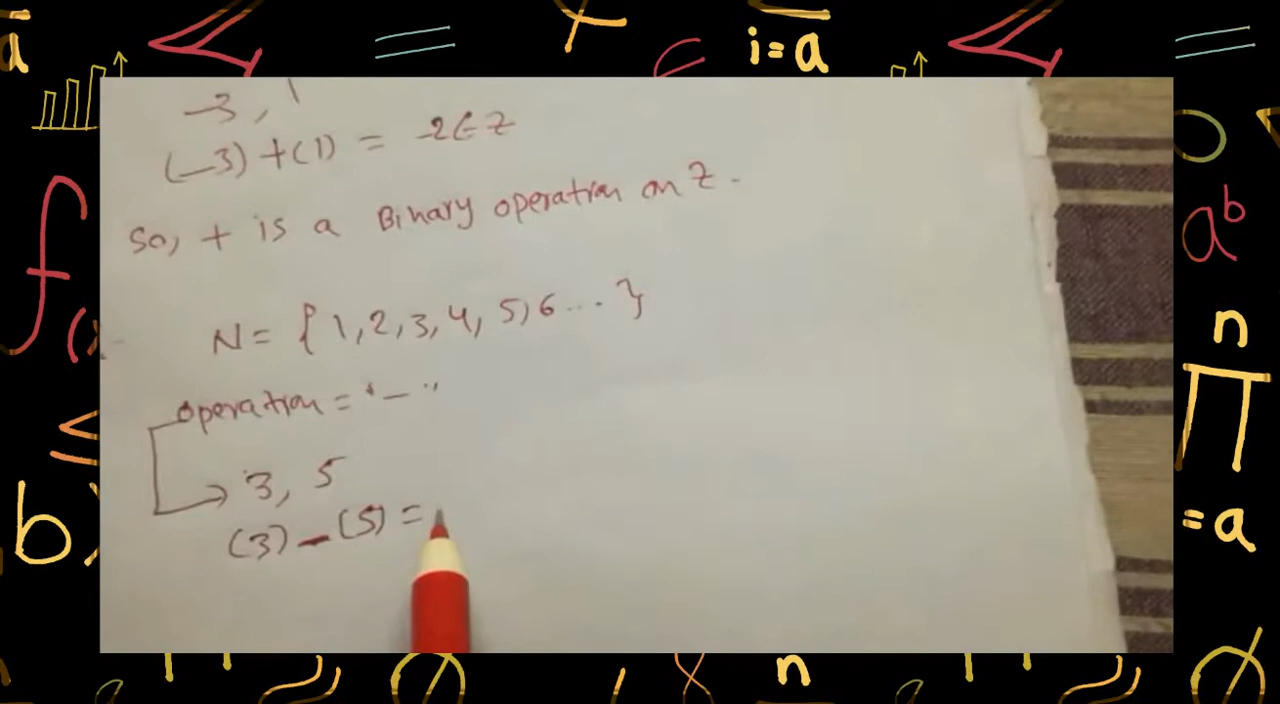 -3, 1
(-3)+(1) = -2∈Z
So, + is a Binary operation on Z.
N= {1,2,3,4,5,6...}
operation = "-"
3, 5
(3)-(5) =
a
i=a
f(x
b)
a^b
n
∏
=a
n